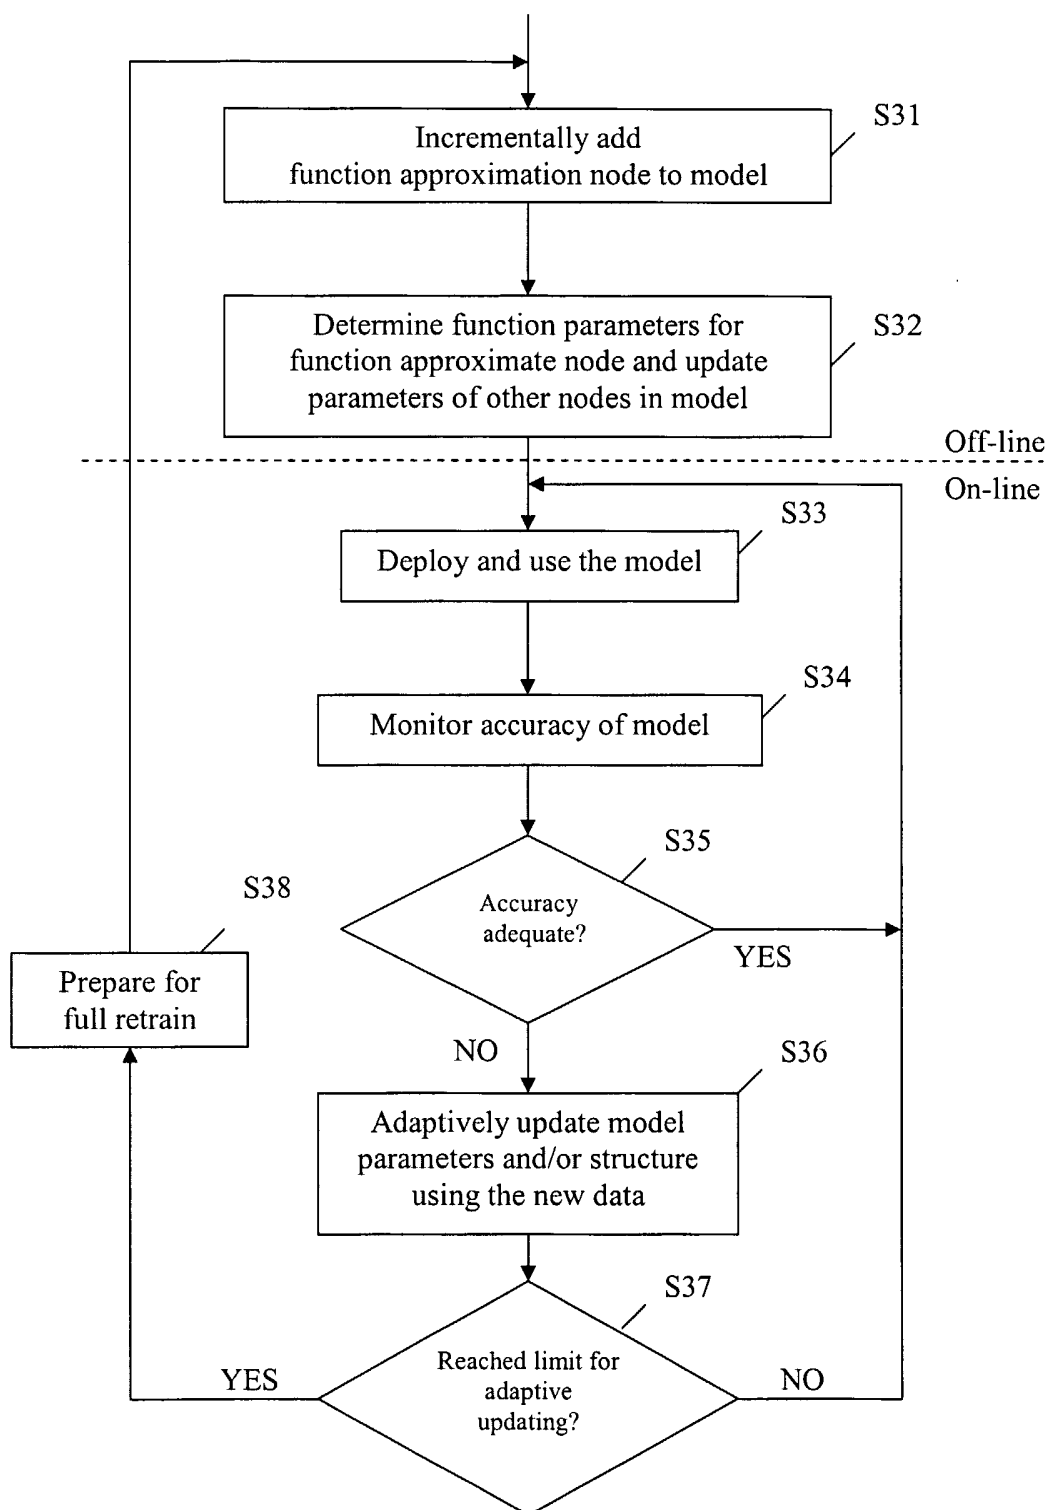 S31
Incrementally add
function approximation node to model
S32
Determine function parameters for
function approximate node and update
parameters of other nodes in model
Off-line
On-line
S33
Deploy and use the model
S34
Monitor accuracy of model
S35
Accuracy
adequate?
YES
S38
Prepare for
full retrain
NO
S36
Adaptively update model
parameters and/or structure
using the new data
S37
Reached limit for
adaptive
updating?
YES
NO